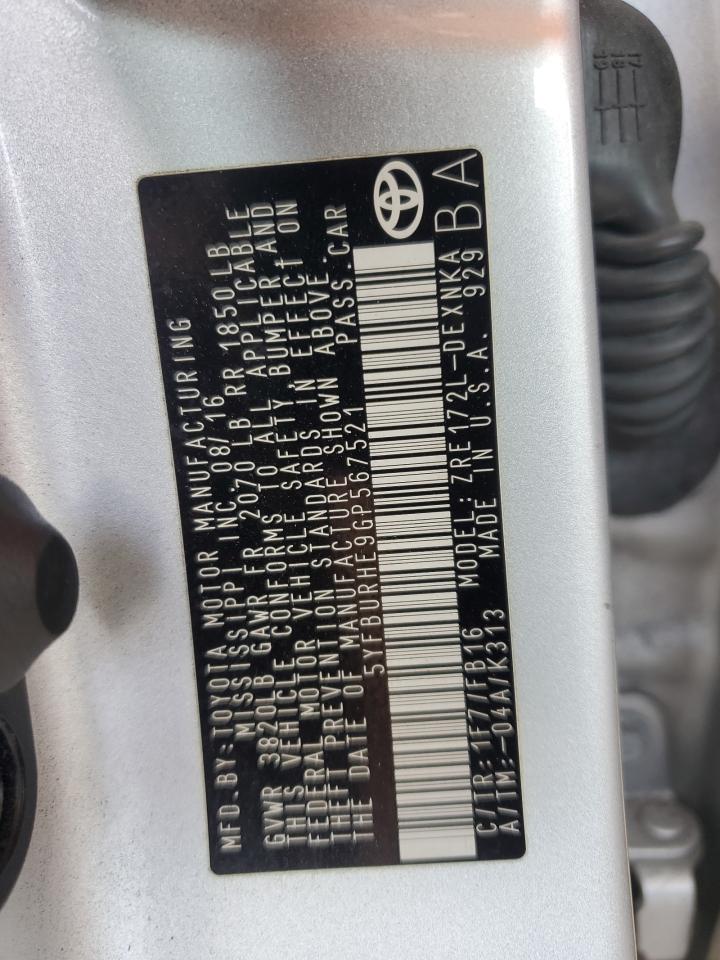 MFD.BY:TOYOTA MOTOR MANUFACTURING
MISSISSIPPI INC. 08/16
GVWR 3820LB GAWR FR 2070 LB RR 1850 LB
THIS VEHICLE CONFORMS TO ALL APPLICABLE
FEDERAL MOTOR VEHICLE SAFETY, BUMPER, AND
THEFT PREVENTION STANDARDS IN EFFECT ON
THE DATE OF MANUFACTURE SHOWN ABOVE.
5YFBURHE9GP567521 PASS.CAR
C/TR:1F7/FB16 MODEL:ZRE172L-DEXNKA
A/TM:-04A/K313 MADE IN U.S.A. 929 BA
17
18
19